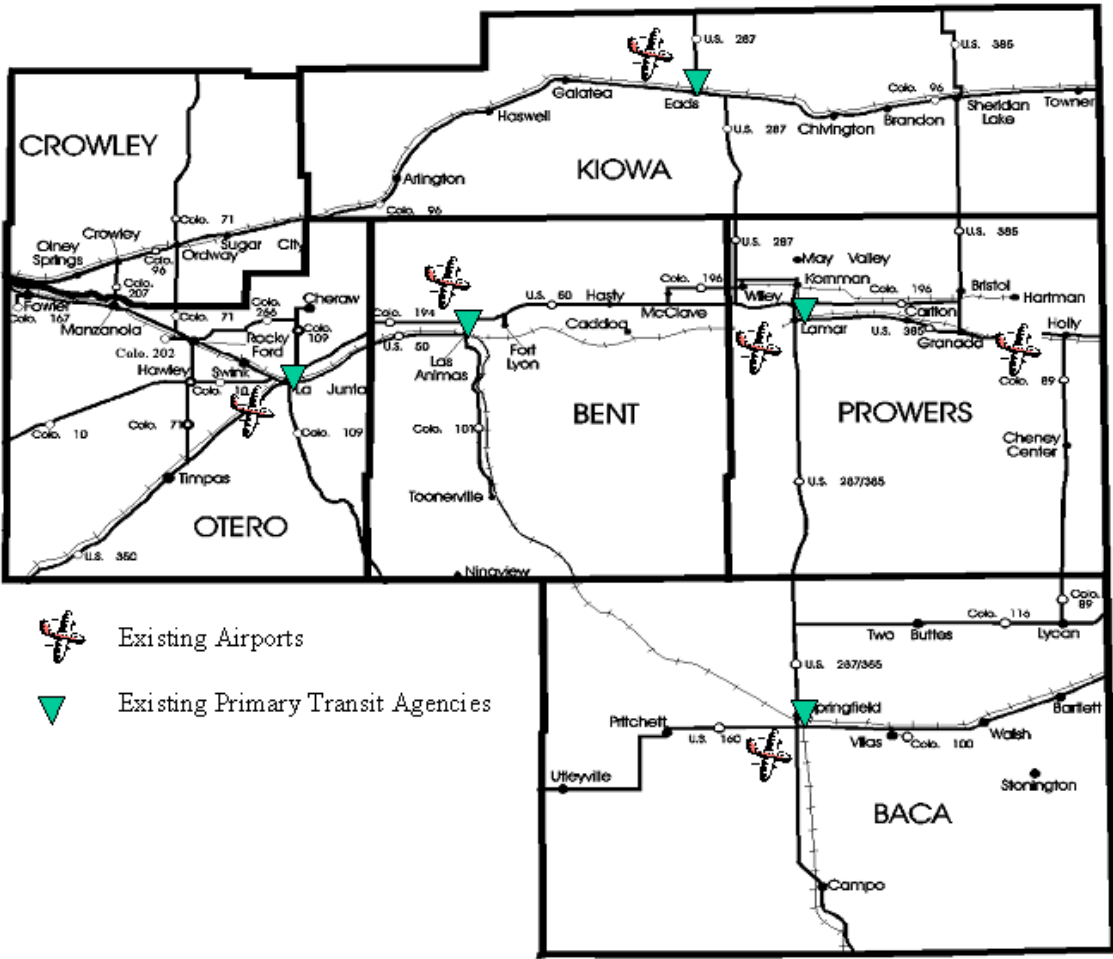 U.S. 287
U.S. 385
Galatea
Eads
Colo. 96
Sheridan
Lake
Towner
Haswell
U.S. 287
Chivington
Brandon
CROWLEY
KIOWA
Arlington
Colo. 96
Colo. 71
Crowley
Sugar City
Olney
Springs
Colo.
96
Ordway
U.S. 287
U.S. 385
May Valley
Kornman
Colo. 207
Colo. 196
Wiley
Bristol
Hartman
Fowler
Colo. 167
Manzanola
Colo. 71
Colo.
266
Cheraw
Colo. 194
U.S. 50
Hasty
McClave
Colo. 196
Carlton
Colo.
109
Rocky
Ford
Colo. 202
Caddoa
Lamar
U.S. 385
Granada
Holly
U.S. 50
Fort
Lyon
Las
Animas
Hawley
Swink
Colo. 10
La Junta
Colo. 89
Colo. 10
Colo. 71
Colo. 109
Colo. 101
BENT
PROWERS
Cheney
Center
Timpas
Toonerville
U.S. 287/385
OTERO
U.S. 350
Ninaview
Colo.
89
Colo. 116
Two Buttes
Lycan
Existing Airports
U.S. 287/385
Existing Primary Transit Agencies
Springfield
Bartlett
Pritchett
U.S. 160
Vilas
Colo. 100
Walsh
Utleyville
Stonington
BACA
Campo